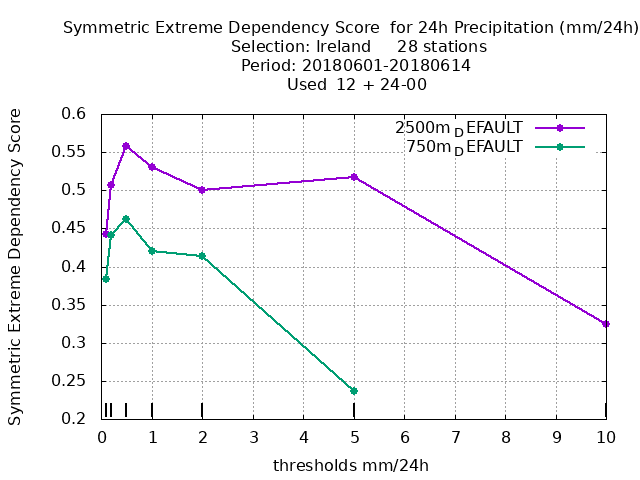 Symmetric Extreme Dependency Score for 24h Precipitation (mm/24h)
Selection: Ireland 28 stations
Period: 20180601-20180614
Used 12 + 24-00
Symmetric Extreme Dependency Score
0.6
0.55
0.5
0.45
0.4
0.35
0.3
0.25
0.2
2500m_DEFAULT
750m_DEFAULT
0 1 2 3 4 5 6 7 8 9 10
thresholds mm/24h